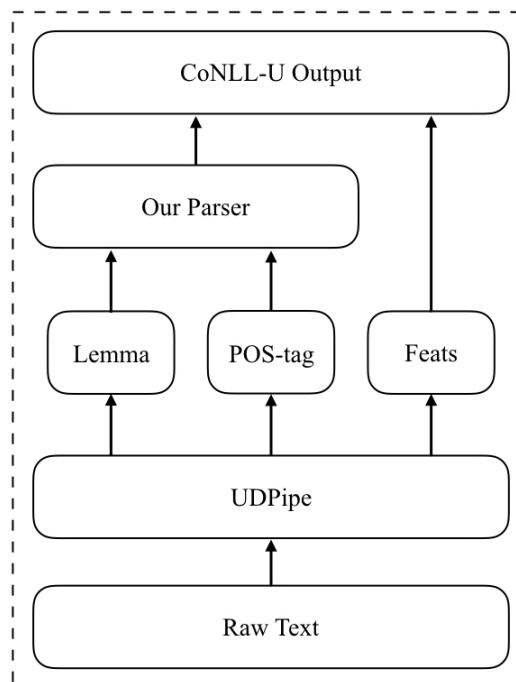 CoNLL-U Output
Our Parser
Lemma
POS-tag
Feats
UDPipe
Raw Text